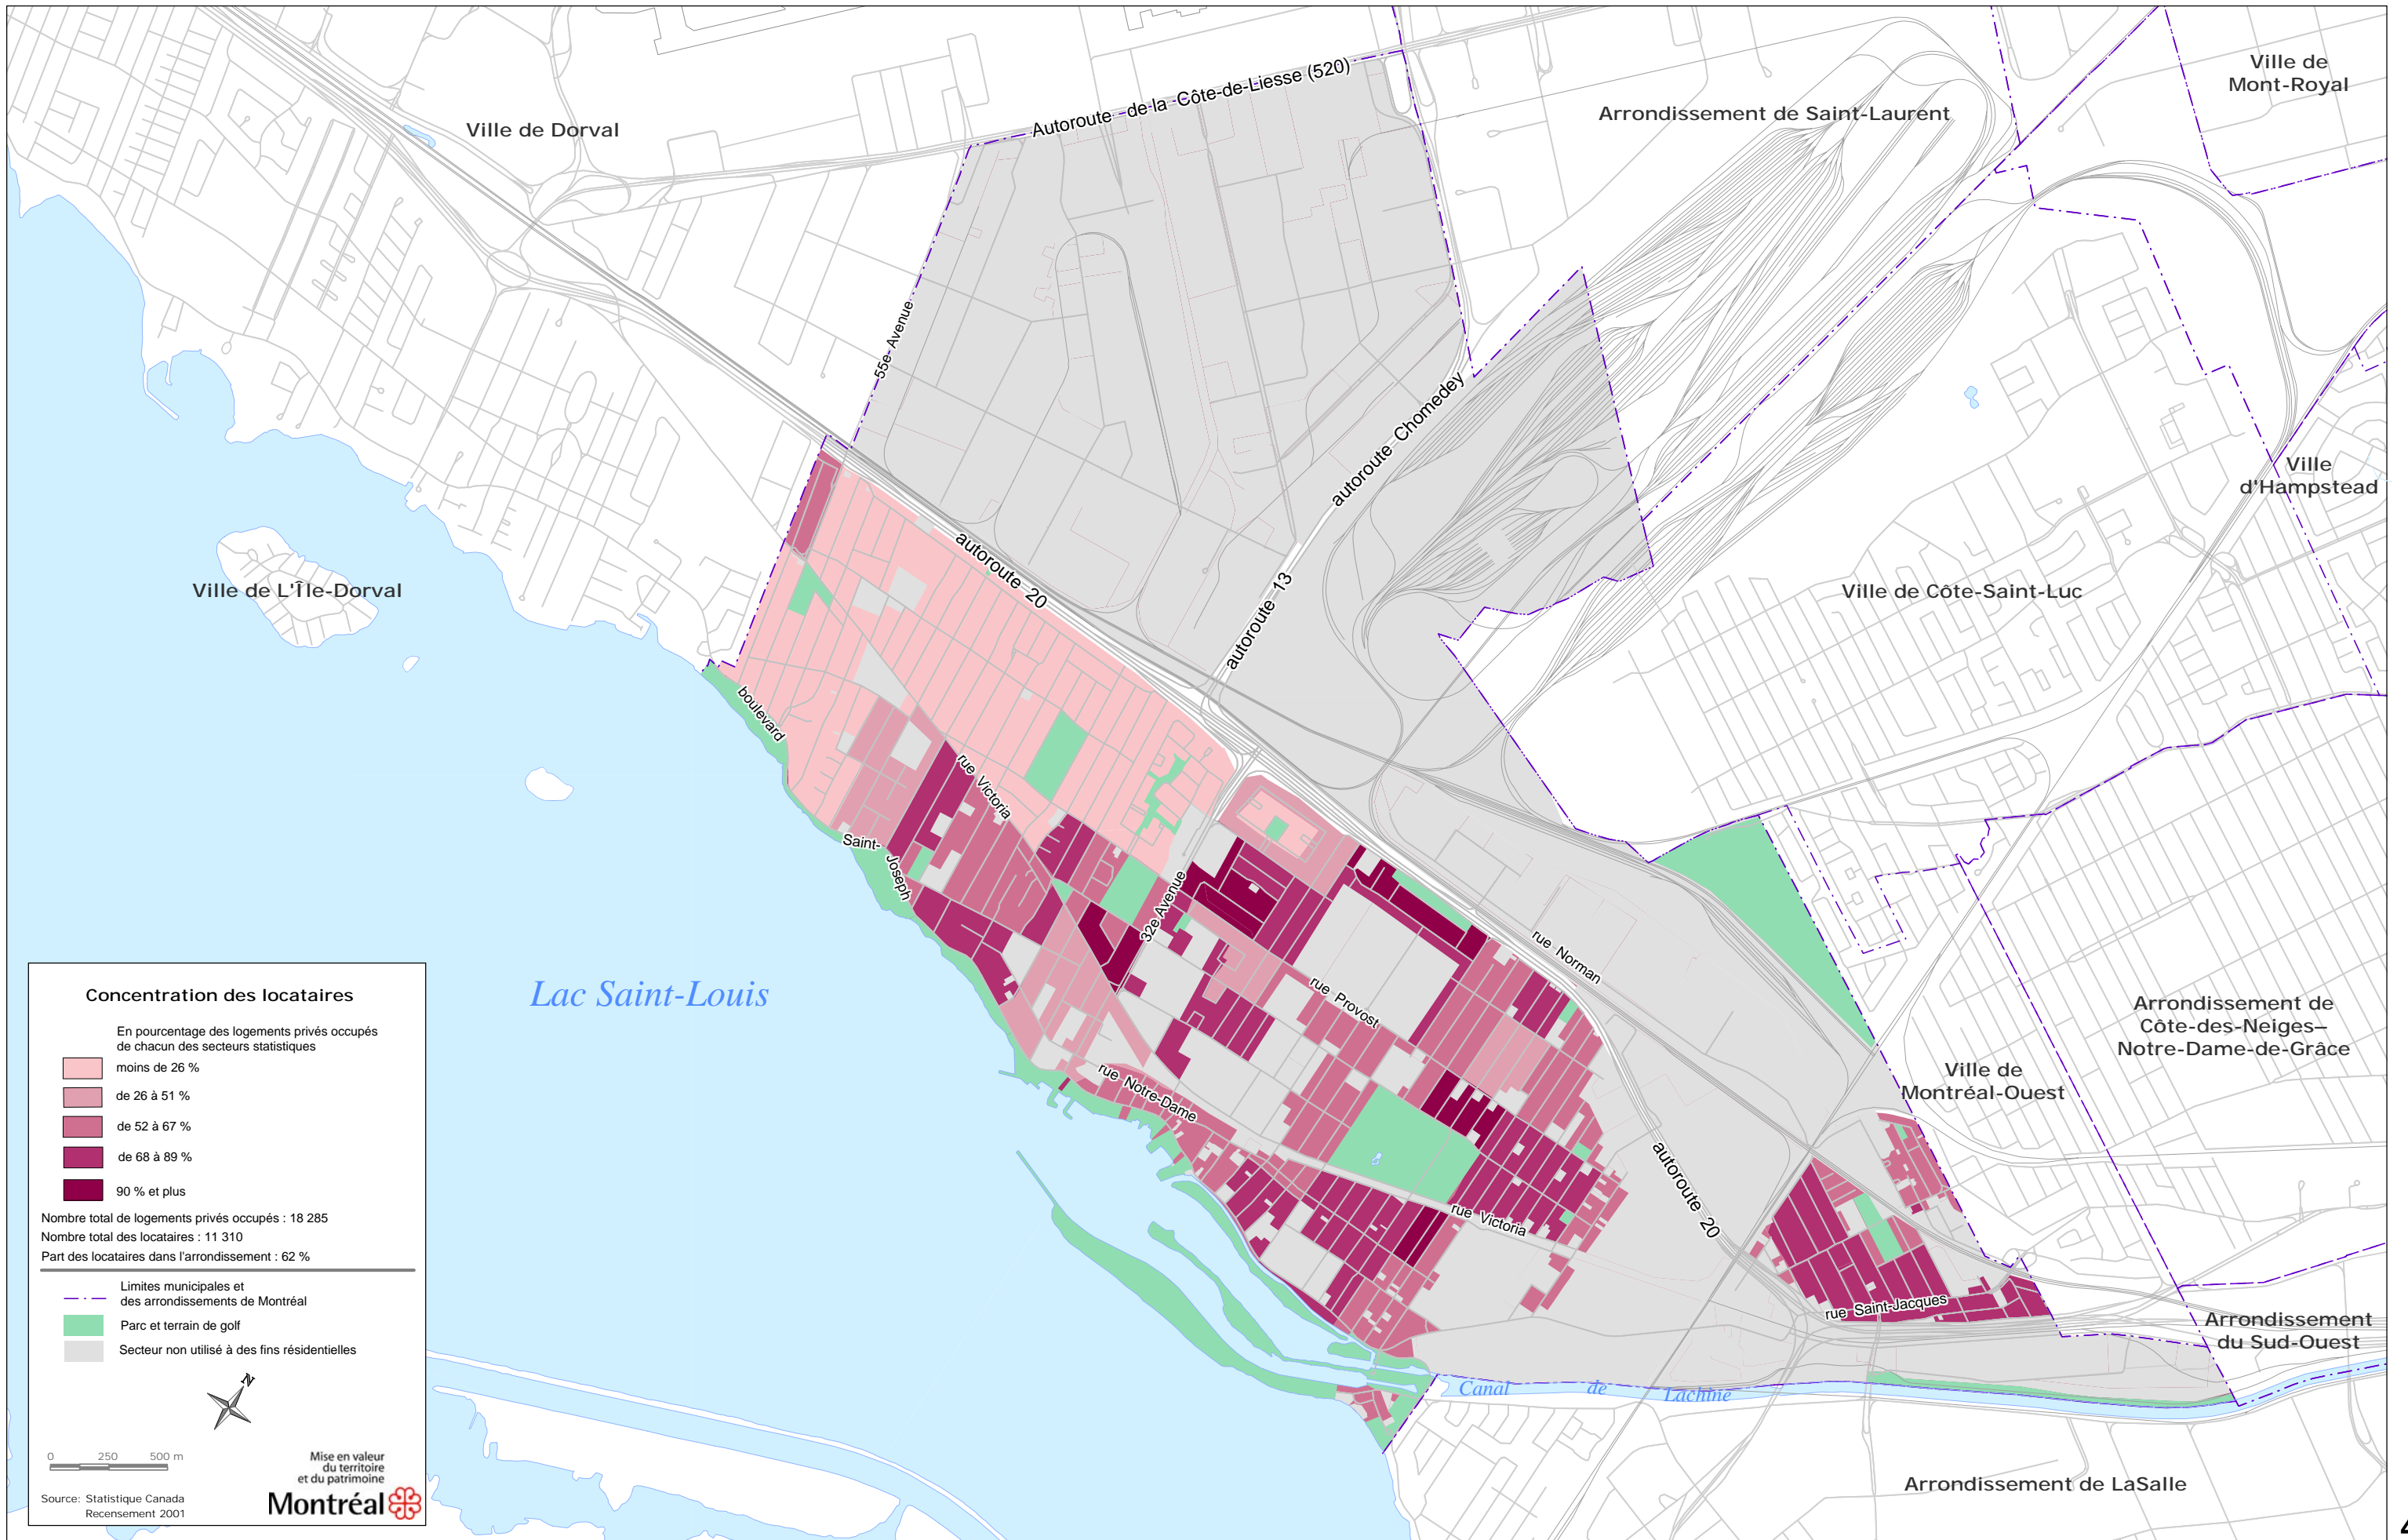 Ville de
Mont-Royal
Autoroute de la Côte-de-Liesse (520)
Arrondissement de Saint-Laurent
Ville de Dorval
55e Avenue
autoroute Chomedey
Ville
d'Hampstead
autoroute 20
Ville de L'Île-Dorval
autoroute 13
Ville de Côte-Saint-Luc
boulevard
Saint- Joseph
rue Victoria
32e Avenue
rue Norman
rue Provost
Lac Saint-Louis
Arrondissement de
Côte-des-Neiges–
Notre-Dame-de-Grâce
Ville de
Montréal-Ouest
rue Notre-Dame
autoroute 20
rue Victoria
rue Saint-Jacques
Arrondissement
du Sud-Ouest
Canal de Lachine
Arrondissement de LaSalle
Concentration des locataires
En pourcentage des logements privés occupés
de chacun des secteurs statistiques
moins de 26 %
de 26 à 51 %
de 52 à 67 %
de 68 à 89 %
90 % et plus
Nombre total de logements privés occupés : 18 285
Nombre total des locataires : 11 310
Part des locataires dans l'arrondissement : 62 %
Limites municipales et
des arrondissements de Montréal
Parc et terrain de golf
Secteur non utilisé à des fins résidentielles
N
0 250 500 m
Mise en valeur
du territoire
et du patrimoine
Montréal
Source: Statistique Canada
Recensement 2001